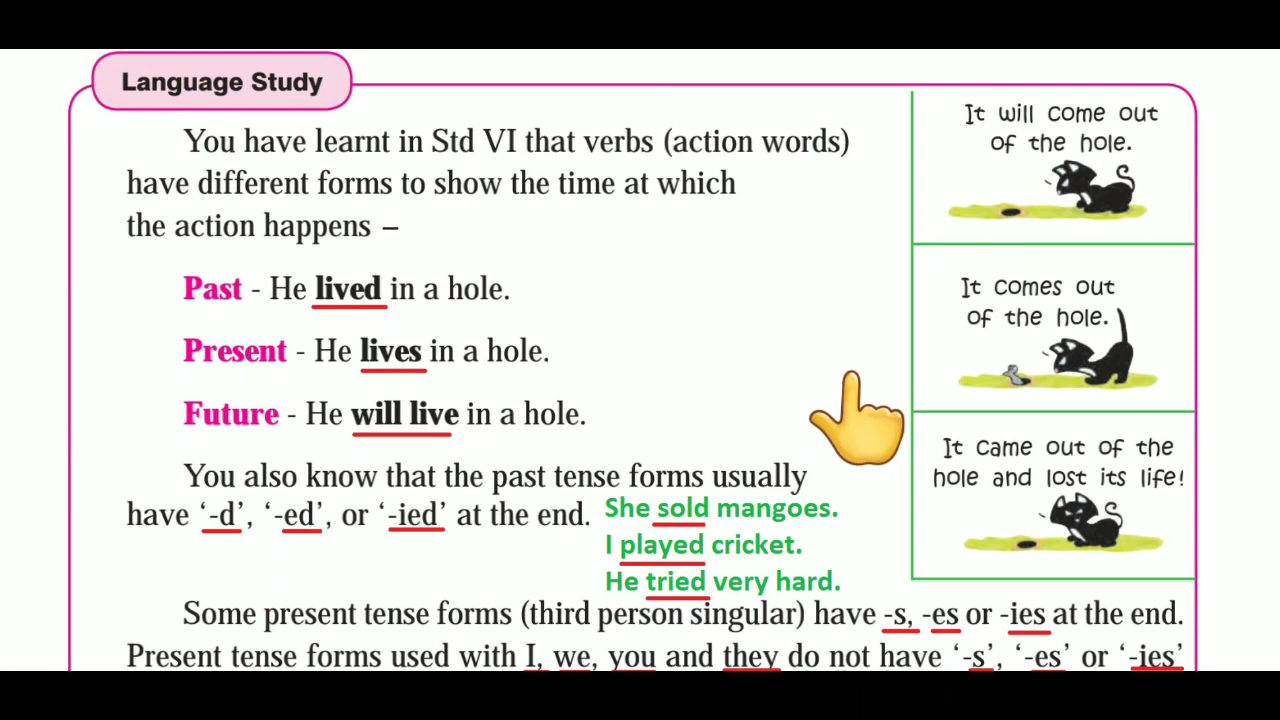 Language Study
You have learnt in Std VI that verbs (action words)
have different forms to show the time at which
the action happens –
Past - He lived in a hole.
Present - He lives in a hole.
Future - He will live in a hole.
You also know that the past tense forms usually
have ‘-d’, ‘-ed’, or ‘-ied’ at the end.
She sold mangoes.
I played cricket.
He tried very hard.
Some present tense forms (third person singular) have -s, -es or -ies at the end.
Present tense forms used with I, we, you and they do not have ‘-s’, ‘-es’ or ‘-ies’
It will come out
of the hole.
It comes out
of the hole.
It came out of the
hole and lost its life!